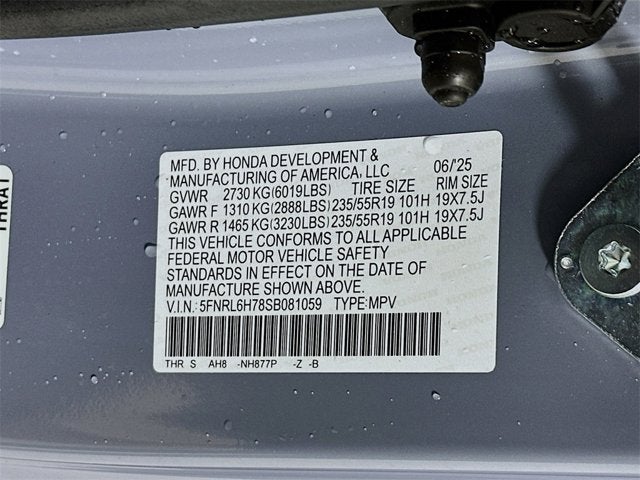 MFD. BY HONDA DEVELOPMENT &
MANUFACTURING OF AMERICA, LLC 06/'25
GVWR 2730 KG(6019LBS) TIRE SIZE RIM SIZE
GAWR F 1310 KG(2888LBS) 235/55R19 101H 19X7.5J
GAWR R 1465 KG(3230LBS) 235/55R19 101H 19X7.5J
THIS VEHICLE CONFORMS TO ALL APPLICABLE
FEDERAL MOTOR VEHICLE SAFETY
STANDARDS IN EFFECT ON THE DATE OF
MANUFACTURE SHOWN ABOVE.
V.I.N.: 5FNRL6H78SB081059 TYPE:MPV
THR S AH8 -NH877P -Z -B
THRA1